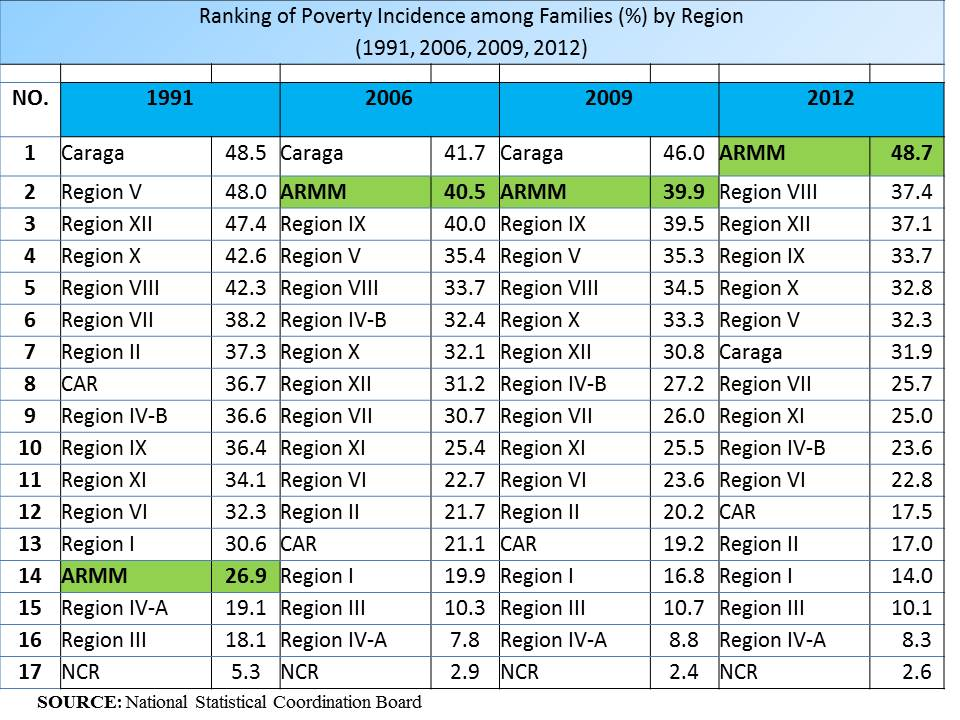 Ranking of Poverty Incidence among Families (%) by Region
(1991, 2006, 2009, 2012)
NO. 1991 2006 2009 2012
1 Caraga 48.5 Caraga 41.7 Caraga 46.0 ARMM 48.7
2 Region V 48.0 ARMM 40.5 ARMM 39.9 Region VIII 37.4
3 Region XII 47.4 Region IX 40.0 Region IX 39.5 Region XII 37.1
4 Region X 42.6 Region V 35.4 Region V 35.3 Region IX 33.7
5 Region VIII 42.3 Region VIII 33.7 Region VIII 34.5 Region X 32.8
6 Region VII 38.2 Region IV-B 32.4 Region X 33.3 Region V 32.3
7 Region II 37.3 Region X 32.1 Region XII 30.8 Caraga 31.9
8 CAR 36.7 Region XII 31.2 Region IV-B 27.2 Region VII 25.7
9 Region IV-B 36.6 Region VII 30.7 Region VII 26.0 Region XI 25.0
10 Region IX 36.4 Region XI 25.4 Region XI 25.5 Region IV-B 23.6
11 Region XI 34.1 Region VI 22.7 Region VI 23.6 Region VI 22.8
12 Region VI 32.3 Region II 21.7 Region II 20.2 CAR 17.5
13 Region I 30.6 CAR 21.1 CAR 19.2 Region II 17.0
14 ARMM 26.9 Region I 19.9 Region I 16.8 Region I 14.0
15 Region IV-A 19.1 Region III 10.3 Region III 10.7 Region III 10.1
16 Region III 18.1 Region IV-A 7.8 Region IV-A 8.8 Region IV-A 8.3
17 NCR 5.3 NCR 2.9 NCR 2.4 NCR 2.6
SOURCE: National Statistical Coordination Board